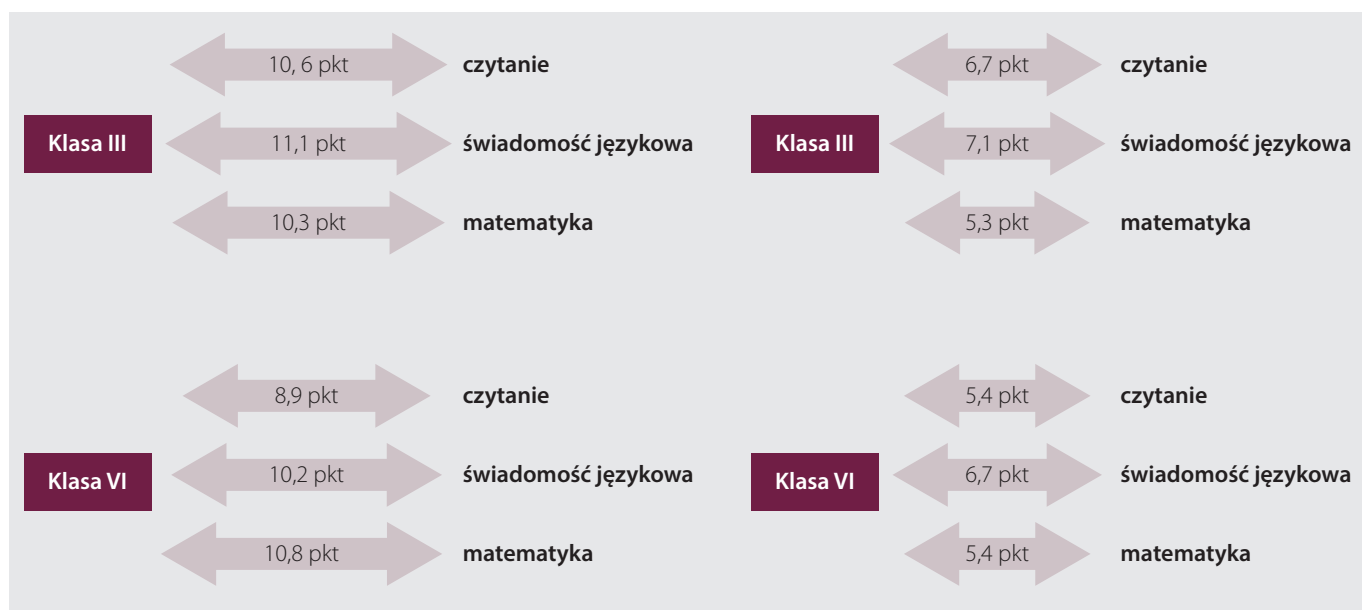 10, 6 pkt czytanie
Klasa III 11,1 pkt świadomość językowa
10,3 pkt matematyka
6,7 pkt czytanie
Klasa III 7,1 pkt świadomość językowa
5,3 pkt matematyka
8,9 pkt czytanie
Klasa VI 10,2 pkt świadomość językowa
10,8 pkt matematyka
5,4 pkt czytanie
Klasa VI 6,7 pkt świadomość językowa
5,4 pkt matematyka